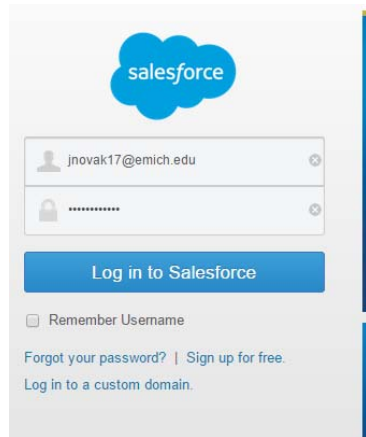 salesforce
jnovak17@emich.edu
••••••••••••
Log in to Salesforce
Remember Username
Forgot your password? | Sign up for free.
Log in to a custom domain.